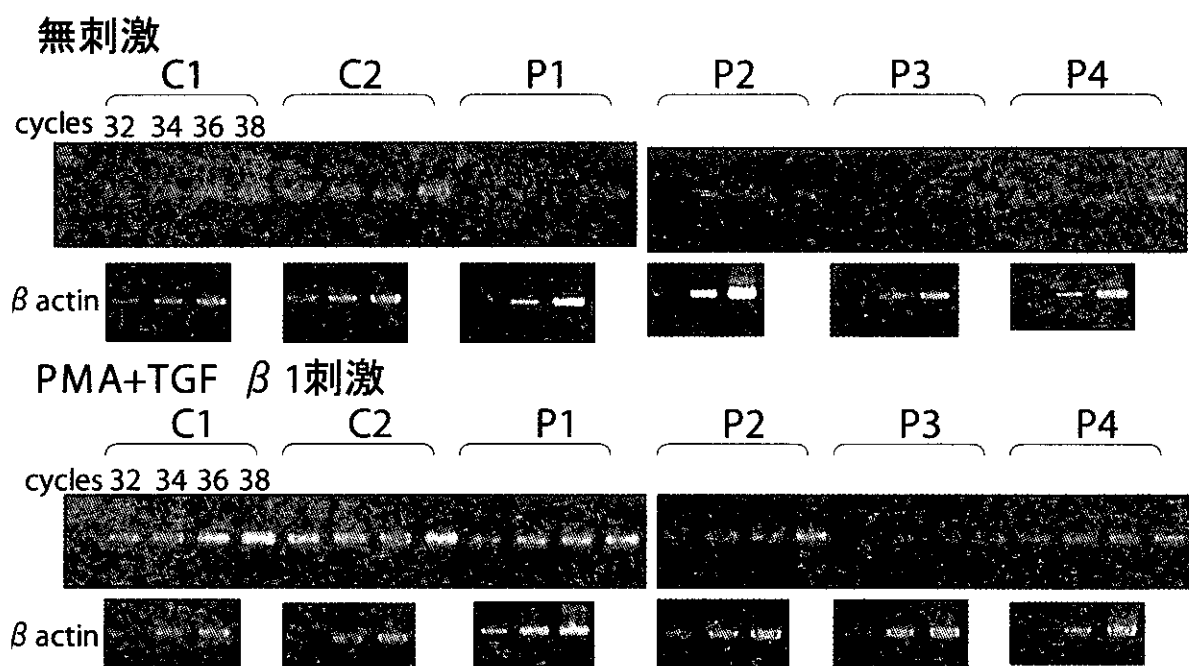 無刺激
C1 C2 P1 P2 P3 P4
cycles 32 34 36 38
β actin
PMA+TGF β 1刺激
C1 C2 P1 P2 P3 P4
cycles 32 34 36 38
β actin